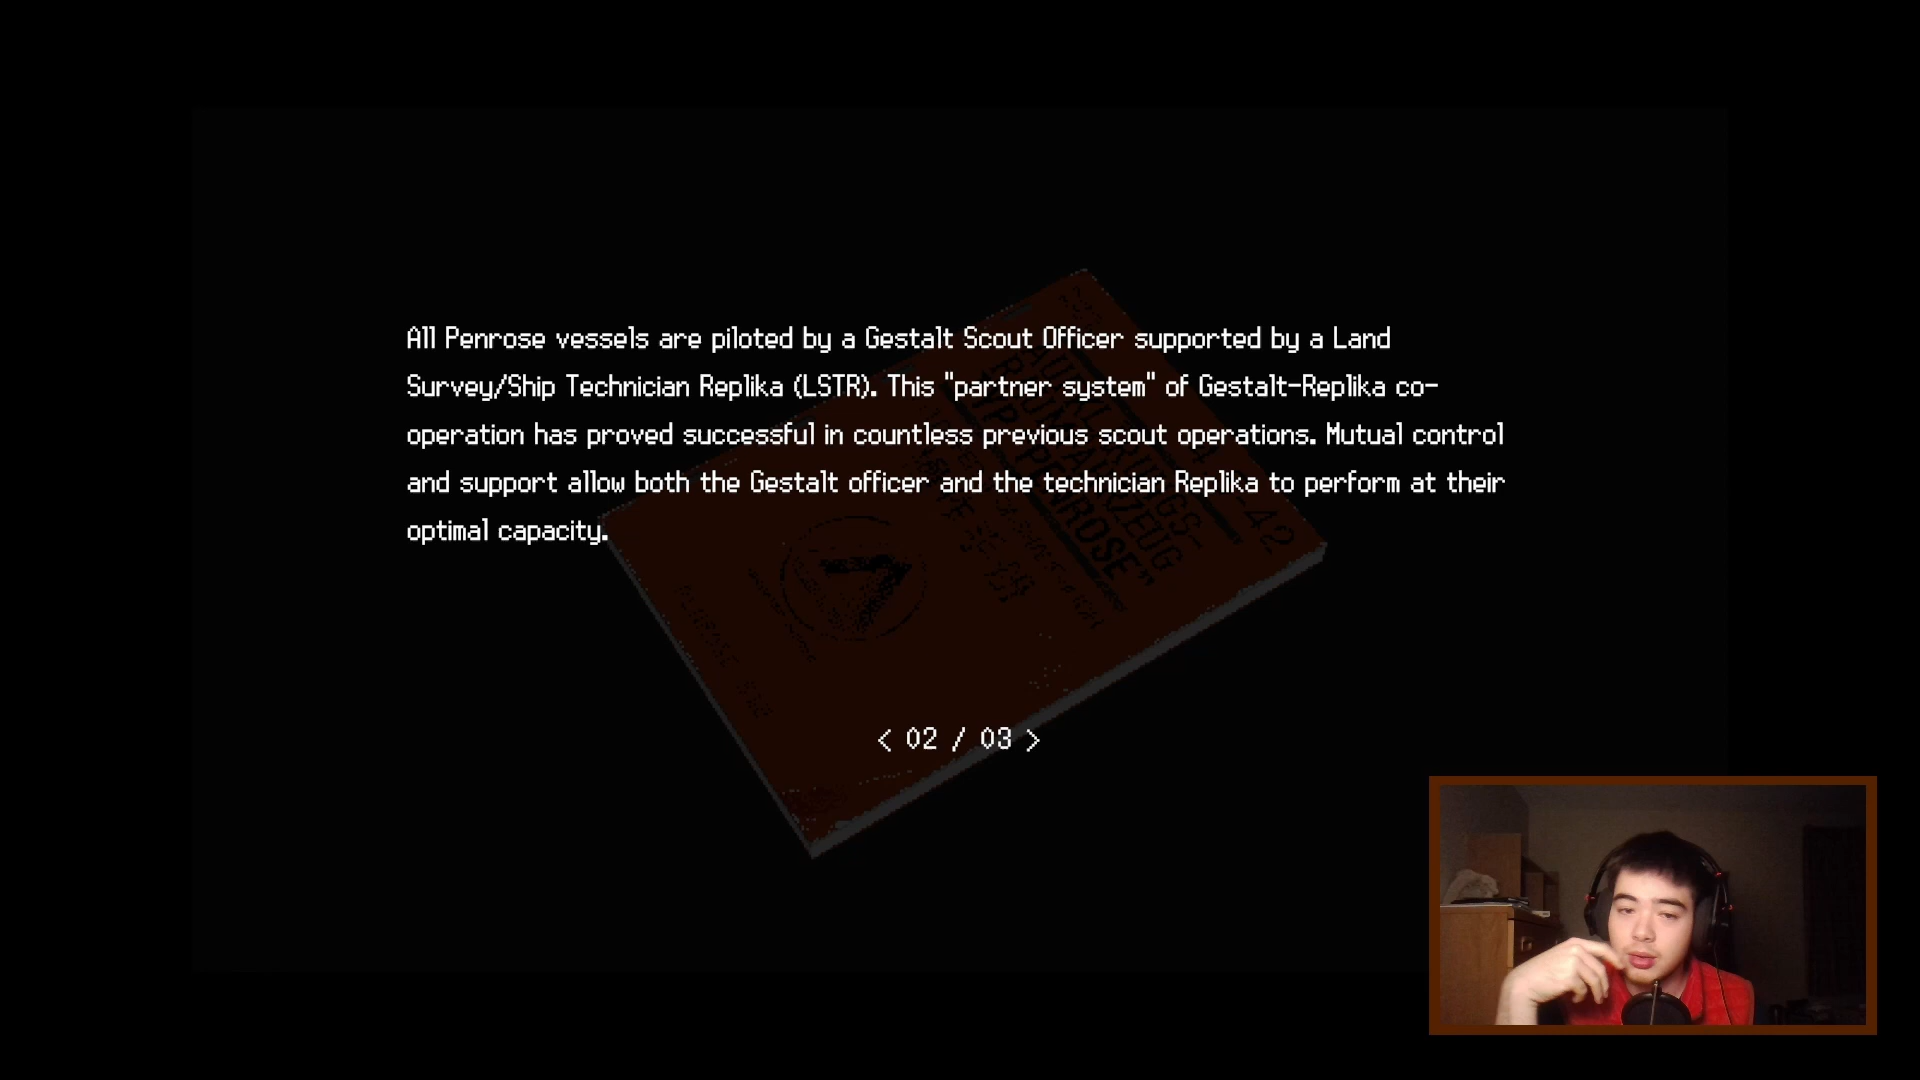 All Penrose vessels are piloted by a Gestalt Scout Officer supported by a Land
Survey/Ship Technician Replika (LSTR). This "partner system" of Gestalt-Replika co-
operation has proved successful in countless previous scout operations. Mutual control
and support allow both the Gestalt officer and the technician Replika to perform at their
optimal capacity.
< 02 / 03 >